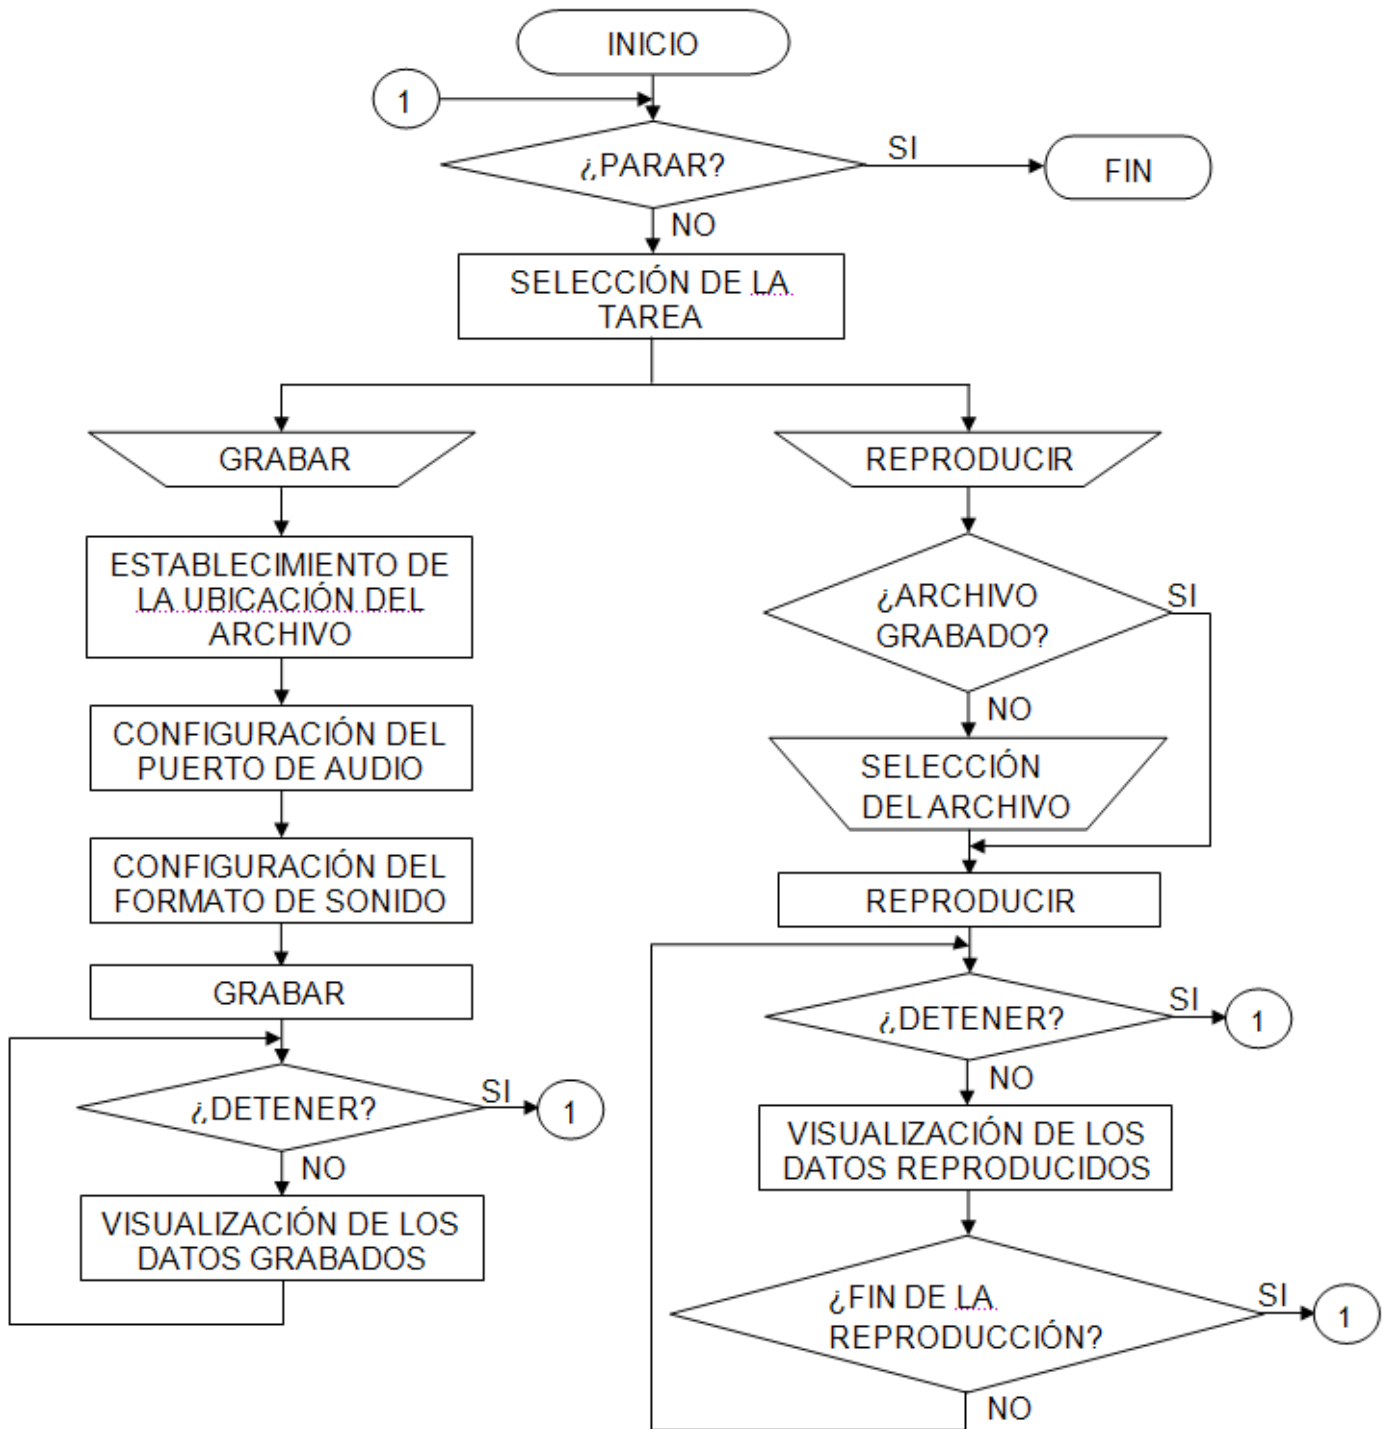 INICIO
1
¿PARAR?
SI
FIN
NO
SELECCIÓN DE LA
TAREA
GRABAR
ESTABLECIMIENTO DE
LA UBICACIÓN DEL
ARCHIVO
CONFIGURACIÓN DEL
PUERTO DE AUDIO
CONFIGURACIÓN DEL
FORMATO DE SONIDO
GRABAR
¿DETENER?
SI
1
NO
VISUALIZACIÓN DE LOS
DATOS GRABADOS
REPRODUCIR
¿ARCHIVO
GRABADO?
SI
NO
SELECCIÓN
DEL ARCHIVO
REPRODUCIR
¿DETENER?
SI
1
NO
VISUALIZACIÓN DE LOS
DATOS REPRODUCIDOS
¿FIN DE LA
REPRODUCCIÓN?
SI
1
NO